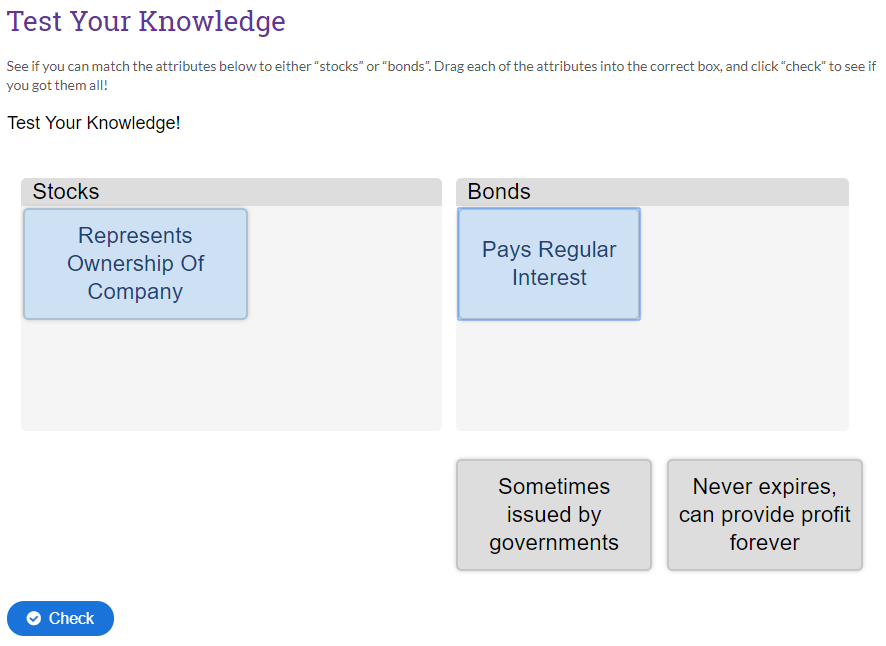 Test Your Knowledge
See if you can match the attributes below to either “stocks” or “bonds”. Drag each of the attributes into the correct box, and click “check” to see if
you got them all!
Test Your Knowledge!
Stocks
Represents
Ownership Of
Company
Bonds
Pays Regular
Interest
Sometimes
issued by
governments
Never expires,
can provide profit
forever
Check